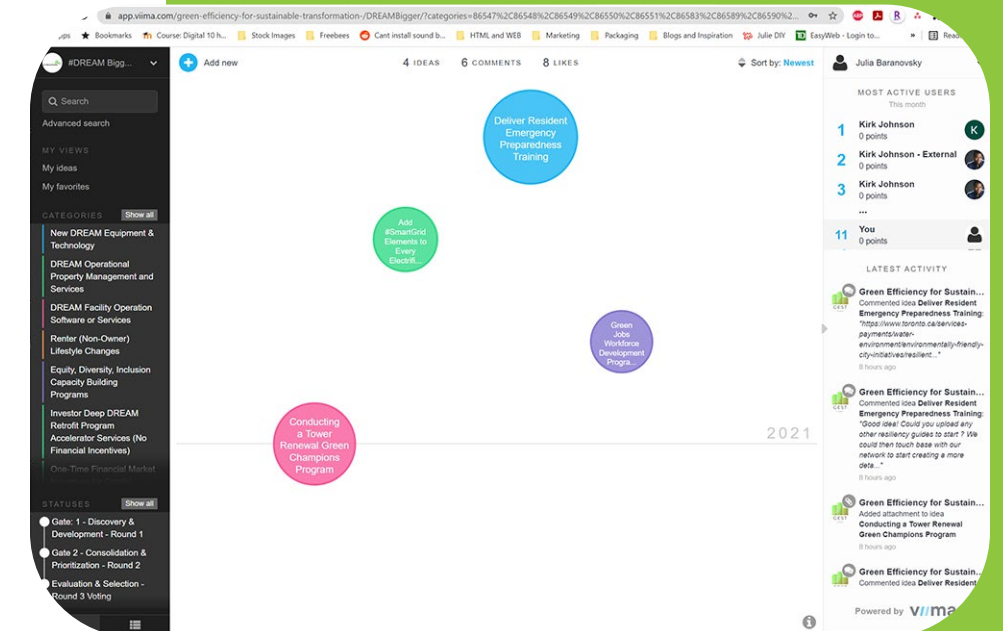 app.viima.com/green-efficiency-for-sustainable-transformation-/DREAMBigger/?categories=86547%2C86548%2C86549%2C86550%2C86551%2C86583%2C86589%2C86590%2...
Bookmarks Course: Digital 10 h... Stock Images Freebees Cant install sound b... HTML and WEB Marketing Packaging Blogs and Inspiration Julie DIY EasyWeb - Login to... »
#DREAM Bigg...
Search
Advanced search
MY VIEWS
My ideas
My favorites
CATEGORIES Show all
New DREAM Equipment &
Technology
DREAM Operational
Property Management and
Services
DREAM Facility Operation
Software or Services
Renter (Non-Owner)
Lifestyle Changes
Equity, Diversity, Inclusion
Capacity Building
Programs
Investor Deep DREAM
Retrofit Program
Accelerator Services (No
Financial Incentives)
One-Time Financial Market
STATUSES Show all
Gate: 1 - Discovery &
Development - Round 1
Gate 2 - Consolidation &
Prioritization - Round 2
Evaluation & Selection -
Round 3 Voting
Add new
4 IDEAS 6 COMMENTS 8 LIKES
Sort by: Newest
Deliver Resident
Emergency
Preparedness
Training
Add
#SmartGrid
Elements to
Every
Electrifi...
Green
Jobs
Workforce
Development
Progra...
Conducting
a Tower
Renewal Green
Champions
Program
2021
Julia Baranovsky
MOST ACTIVE USERS
This month
1 Kirk Johnson K
0 points
2 Kirk Johnson - External
0 points
3 Kirk Johnson
0 points
...
11 You
0 points
LATEST ACTIVITY
Green Efficiency for Sustain...
Commented idea Deliver Resident
Emergency Preparedness Training:
"https://www.toronto.ca/services-
payments/water-
environment/environmentally-friendly-
city-initiatives/resilient..."
8 hours ago
Green Efficiency for Sustain...
Commented idea Deliver Resident
Emergency Preparedness Training:
"Good idea! Could you upload any
other resiliency guides to start ? We
could then touch base with our
network to start creating a more
deta..."
8 hours ago
Green Efficiency for Sustain...
Added attachment to idea
Conducting a Tower Renewal
Green Champions Program
8 hours ago
Green Efficiency for Sustain...
Commented idea Deliver Resident
Powered by viima